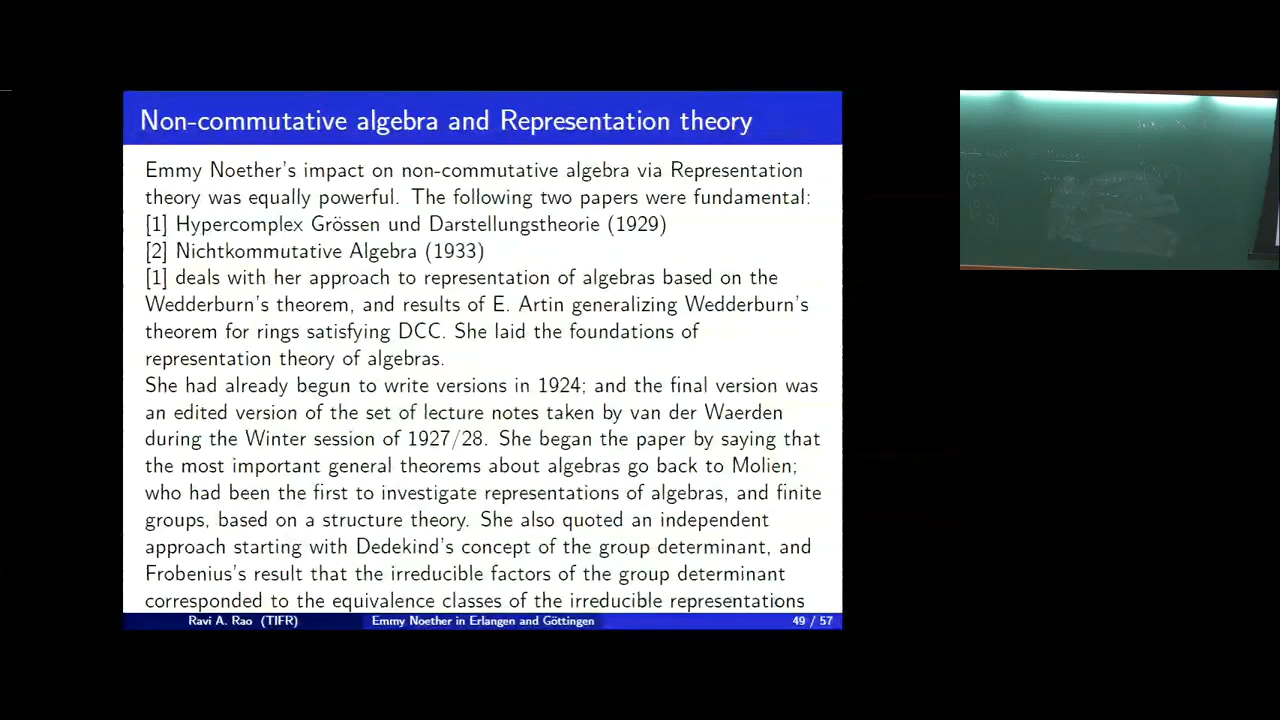 Non-commutative algebra and Representation theory
Emmy Noether's impact on non-commutative algebra via Representation
theory was equally powerful. The following two papers were fundamental:
[1] Hypercomplex Grössen und Darstellungstheorie (1929)
[2] Nichtkommutative Algebra (1933)
[1] deals with her approach to representation of algebras based on the
Wedderburn's theorem, and results of E. Artin generalizing Wedderburn's
theorem for rings satisfying DCC. She laid the foundations of
representation theory of algebras.
She had already begun to write versions in 1924; and the final version was
an edited version of the set of lecture notes taken by van der Waerden
during the Winter session of 1927/28. She began the paper by saying that
the most important general theorems about algebras go back to Molien;
who had been the first to investigate representations of algebras, and finite
groups, based on a structure theory. She also quoted an independent
approach starting with Dedekind's concept of the group determinant, and
Frobenius's result that the irreducible factors of the group determinant
corresponded to the equivalence classes of the irreducible representations
Ravi A. Rao (TIFR) Emmy Noether in Erlangen and Göttingen 49 / 57